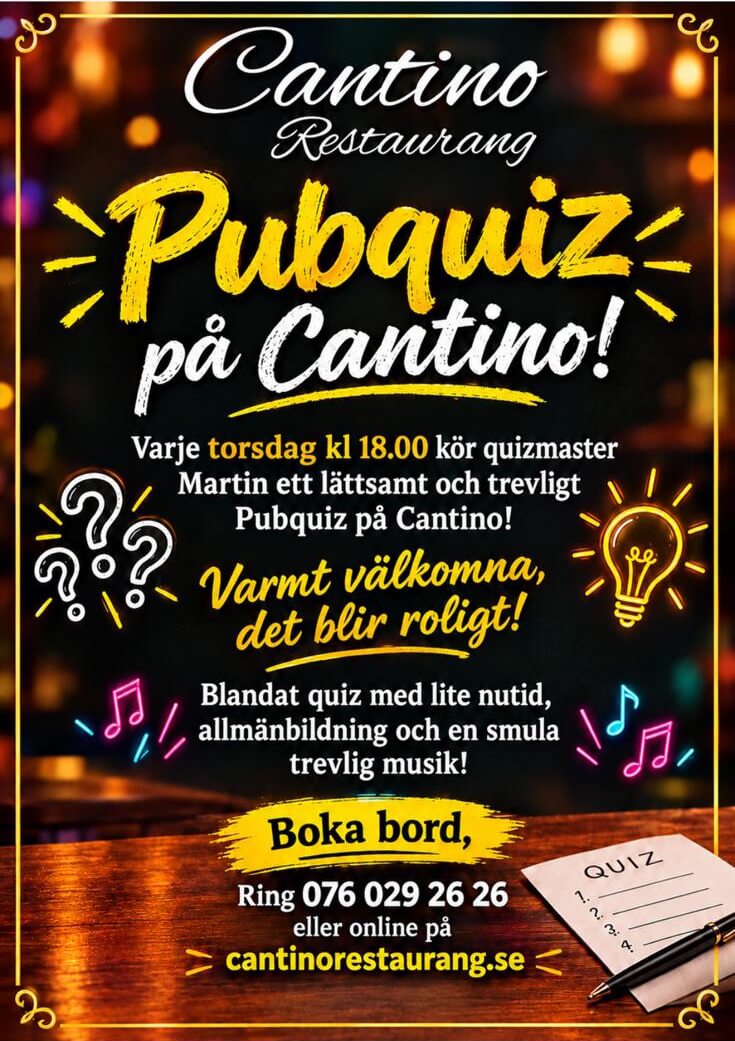 Cantino
Restaurang
Pubquiz
på Cantino!
Varje torsdag kl 18.00 kör quizmaster
Martin ett lättsamt och trevligt
Pubquiz på Cantino!
Varmt välkomna,
det blir roligt!
Blandat quiz med lite nutid,
allmänbildning och en smula
trevlig musik!
Boka bord,
Ring 076 029 26 26
eller online på
cantinorestaurang.se
QUIZ
1.
2.
3.
4.